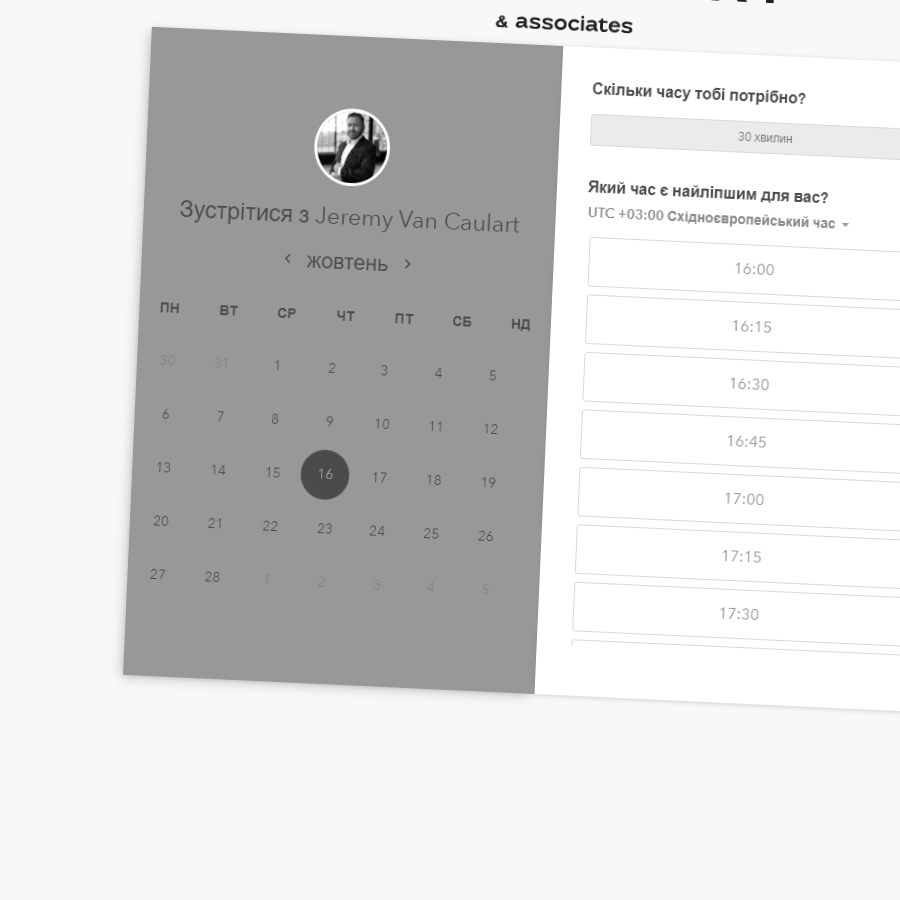 & associates
Зустрітися з Jeremy Van Caulart
‹ жовтень ›
ПН ВТ СР ЧТ ПТ СБ НД
30 31 1 2 3 4 5
6 7 8 9 10 11 12
13 14 15 16 17 18 19
20 21 22 23 24 25 26
27 28 1 2 3 4 5
Скільки часу тобі потрібно?
30 хвилин
Який час є найліпшим для вас?
UTC +03:00 Східноєвропейський час
16:00
16:15
16:30
16:45
17:00
17:15
17:30